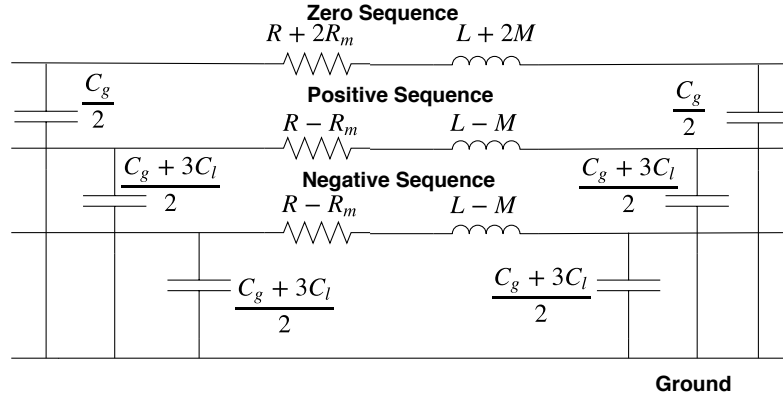 Zero Sequence
R + 2R_m
L + 2M
C_g/2
C_g/2
Positive Sequence
R − R_m
L − M
C_g + 3C_l/2
C_g + 3C_l/2
Negative Sequence
R − R_m
L − M
C_g + 3C_l/2
C_g + 3C_l/2
Ground